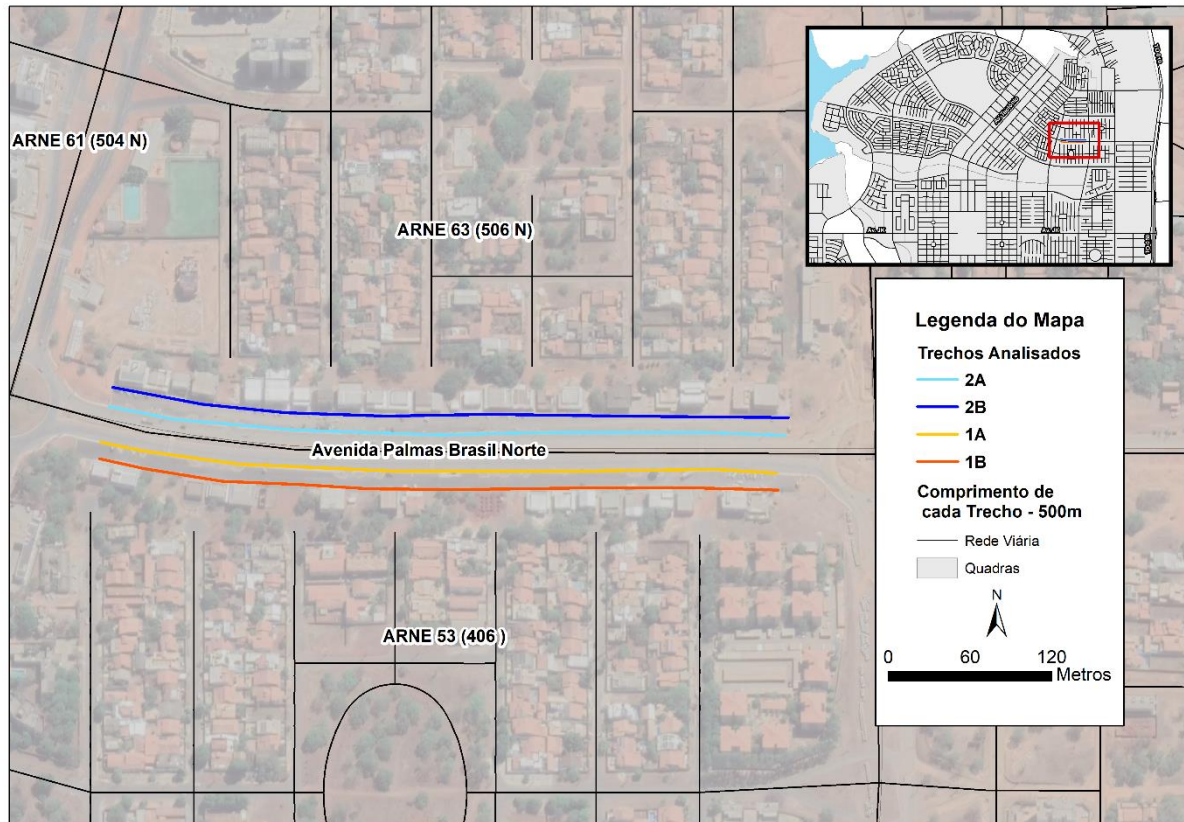 ARNE 61 (504 N)
ARNE 63 (506 N)
Avenida Palmas Brasil Norte
ARNE 53 (406 )
Legenda do Mapa
Trechos Analisados
2A
2B
1A
1B
Comprimento de
cada Trecho - 500m
Rede Viária
Quadras
N
0 60 120
Metros